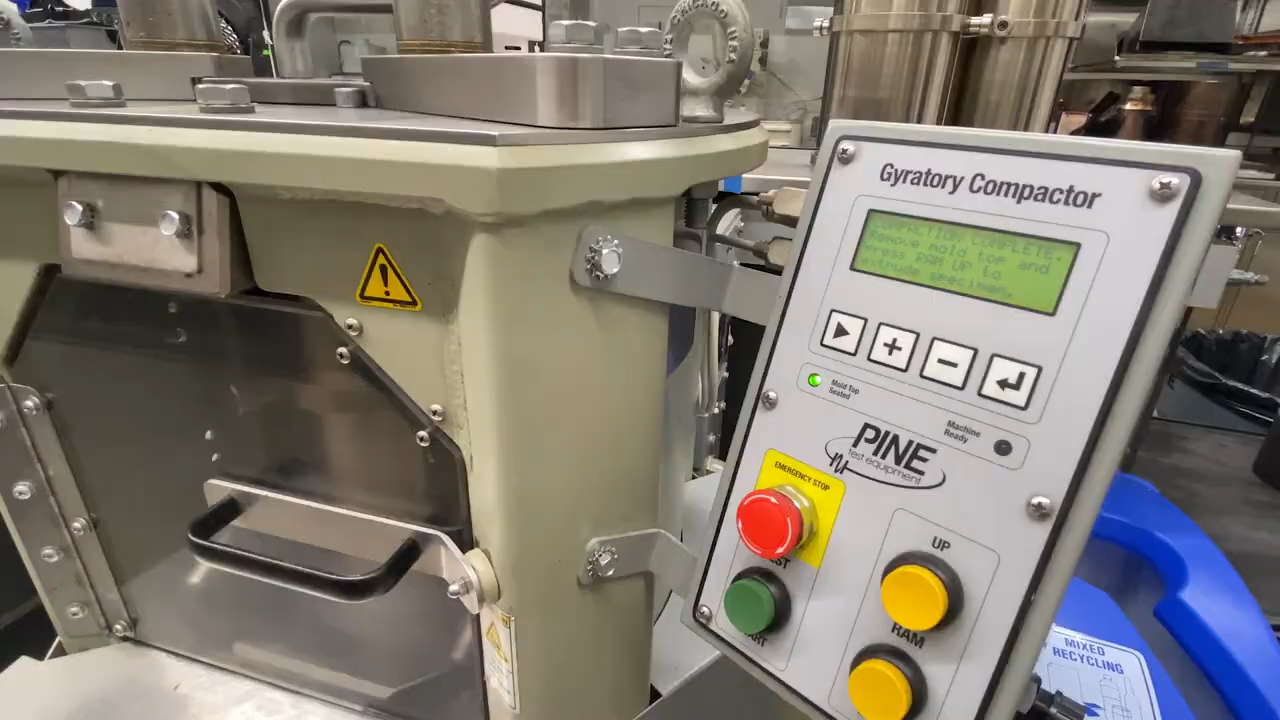 CHICAGO
Gyratory Compactor
COMPACTION COMPLETE.
Remove mold top and
press RAM UP to
extrude specimen.
Mold Top
Seated
Machine
Ready
PINE
test equipment
EMERGENCY STOP
UP
RAM
MIXED
RECYCLING